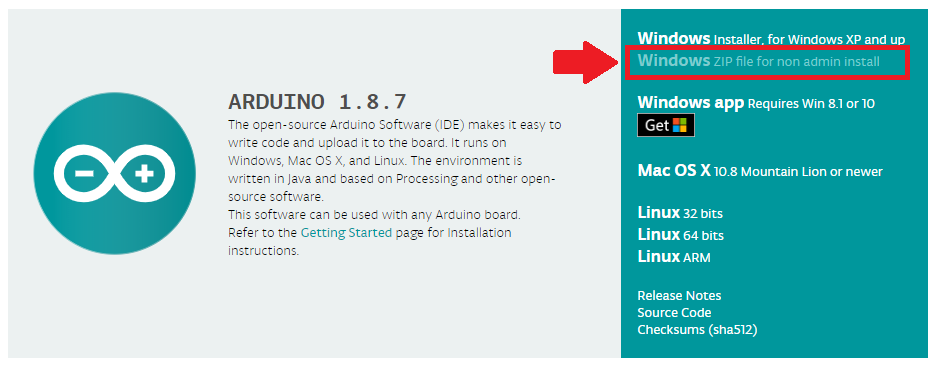 ARDUINO 1.8.7
The open-source Arduino Software (IDE) makes it easy to
write code and upload it to the board. It runs on
Windows, Mac OS X, and Linux. The environment is
written in Java and based on Processing and other open-
source software.
This software can be used with any Arduino board.
Refer to the Getting Started page for Installation
instructions.
Windows Installer, for Windows XP and up
Windows ZIP file for non admin install
Windows app Requires Win 8.1 or 10
Get
Mac OS X 10.8 Mountain Lion or newer
Linux 32 bits
Linux 64 bits
Linux ARM
Release Notes
Source Code
Checksums (sha512)